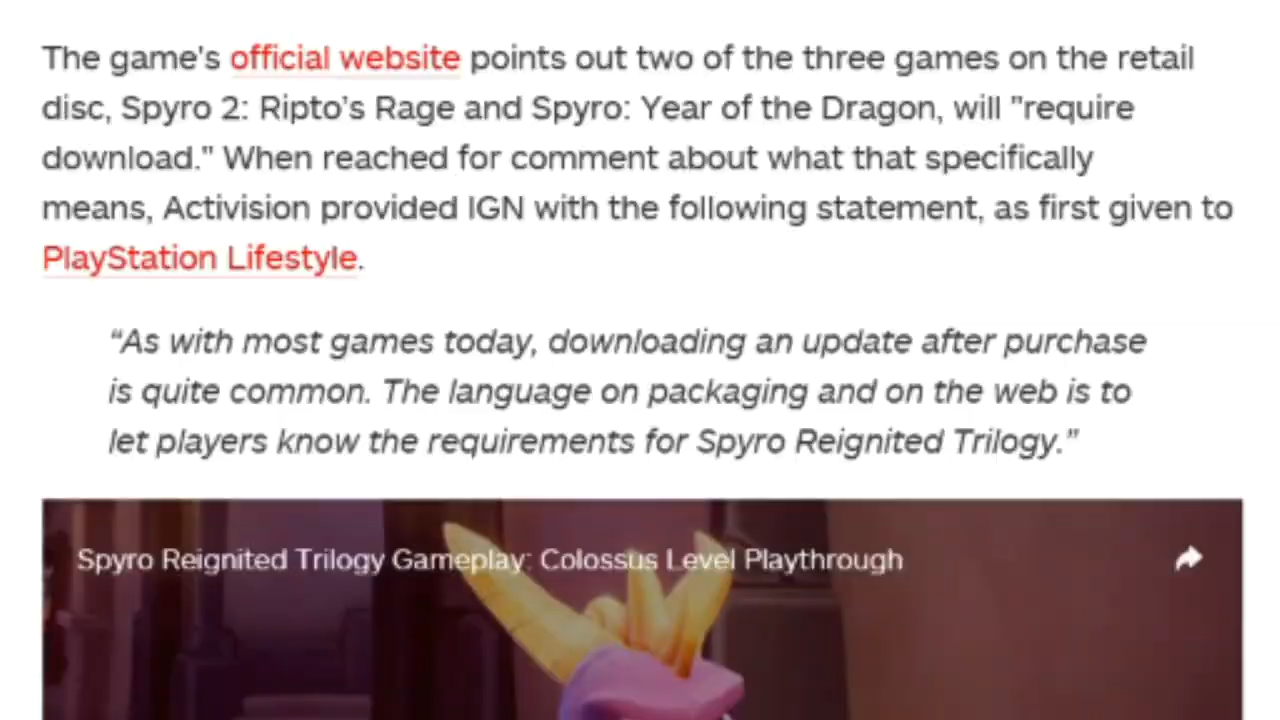 The game's official website points out two of the three games on the retail
disc, Spyro 2: Ripto's Rage and Spyro: Year of the Dragon, will "require
download." When reached for comment about what that specifically
means, Activision provided IGN with the following statement, as first given to
PlayStation Lifestyle.
“As with most games today, downloading an update after purchase
is quite common. The language on packaging and on the web is to
let players know the requirements for Spyro Reignited Trilogy.”
Spyro Reignited Trilogy Gameplay: Colossus Level Playthrough